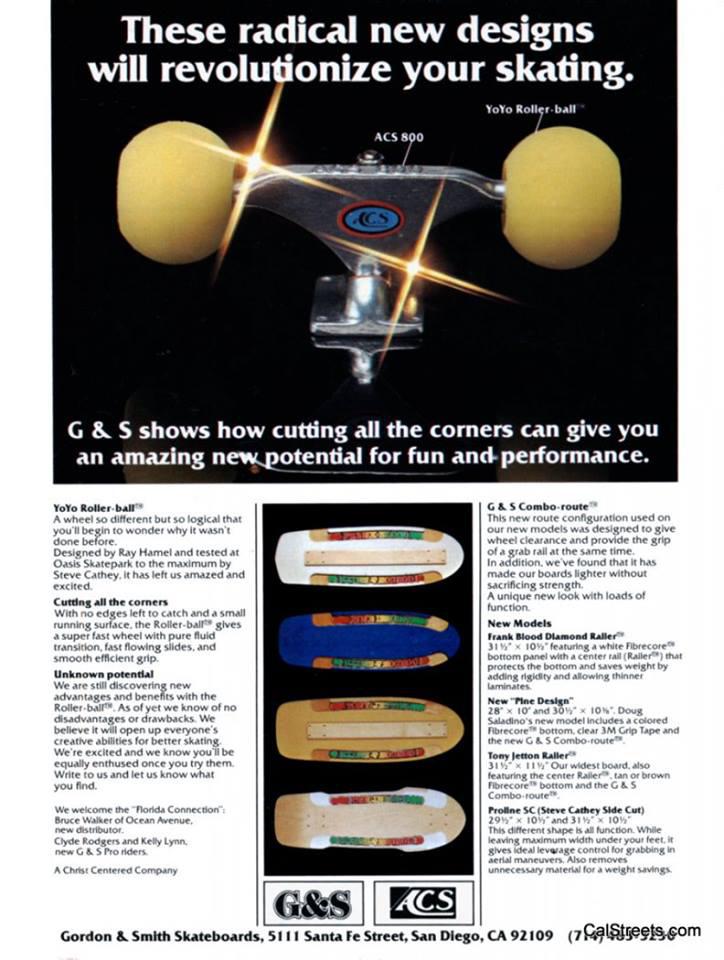 These radical new designs
will revolutionize your skating.
YoYo Roller-ball™
ACS 800
ACS
G & S shows how cutting all the corners can give you
an amazing new potential for fun and performance.
YoYo Roller-ball™
A wheel so different but so logical that
you'll begin to wonder why it wasn't
done before.
Designed by Ray Hamel and tested at
Oasis Skatepark to the maximum by
Steve Cathey, it has left us amazed and
excited.
Cutting all the corners
With no edges left to catch and a small
running surface, the Roller-ball™ gives
a super fast wheel with pure fluid
transition, fast flowing slides, and
smooth efficient grip.
Unknown potential
We are still discovering new
advantages and benefits with the
Roller-ball™. As of yet we know of no
disadvantages or drawbacks. We
believe it will open up everyone's
creative abilities for better skating.
We're excited and we know you'll be
equally enthused once you try them.
Write to us and let us know what
you find.
We welcome the "Florida Connection":
Bruce Walker of Ocean Avenue,
new distributor.
Clyde Rodgers and Kelly Lynn,
new G & S Pro riders.
A Christ Centered Company
G & S Combo-route™
This new route configuration used on
our new models was designed to give
wheel clearance and provide the grip
of a grab rail at the same time.
In addition, we've found that it has
made our boards lighter without
sacrificing strength.
A unique new look with loads of
function.
New Models
Frank Blood Diamond Railer™
31½" × 10½" featuring a white Fibrecore™
bottom panel with a center rail (Railer™) that
protects the bottom and saves weight by
adding rigidity and allowing thinner
laminates.
New "Pine Design"
28" × 10" and 30½" × 10⅜". Doug
Saladino's new model includes a colored
Fibrecore™ bottom, clear 3M Grip Tape and
the new G & S Combo-route™.
Tony Jetton Railer™
31½" × 11½" Our widest board, also
featuring the center Railer™, tan or brown
Fibrecore™ bottom and the G & S
Combo-route™.
Proline SC (Steve Cathey Side Cut)
29½" × 10½" and 31½" × 10½"
This different shape is all function. While
leaving maximum width under your feet, it
gives ideal leverage control for grabbing in
aerial maneuvers. Also removes
unnecessary material for a weight savings.
G&S
ACS
CalStreets.com
Gordon & Smith Skateboards, 5111 Santa Fe Street, San Diego, CA 92109 (714)